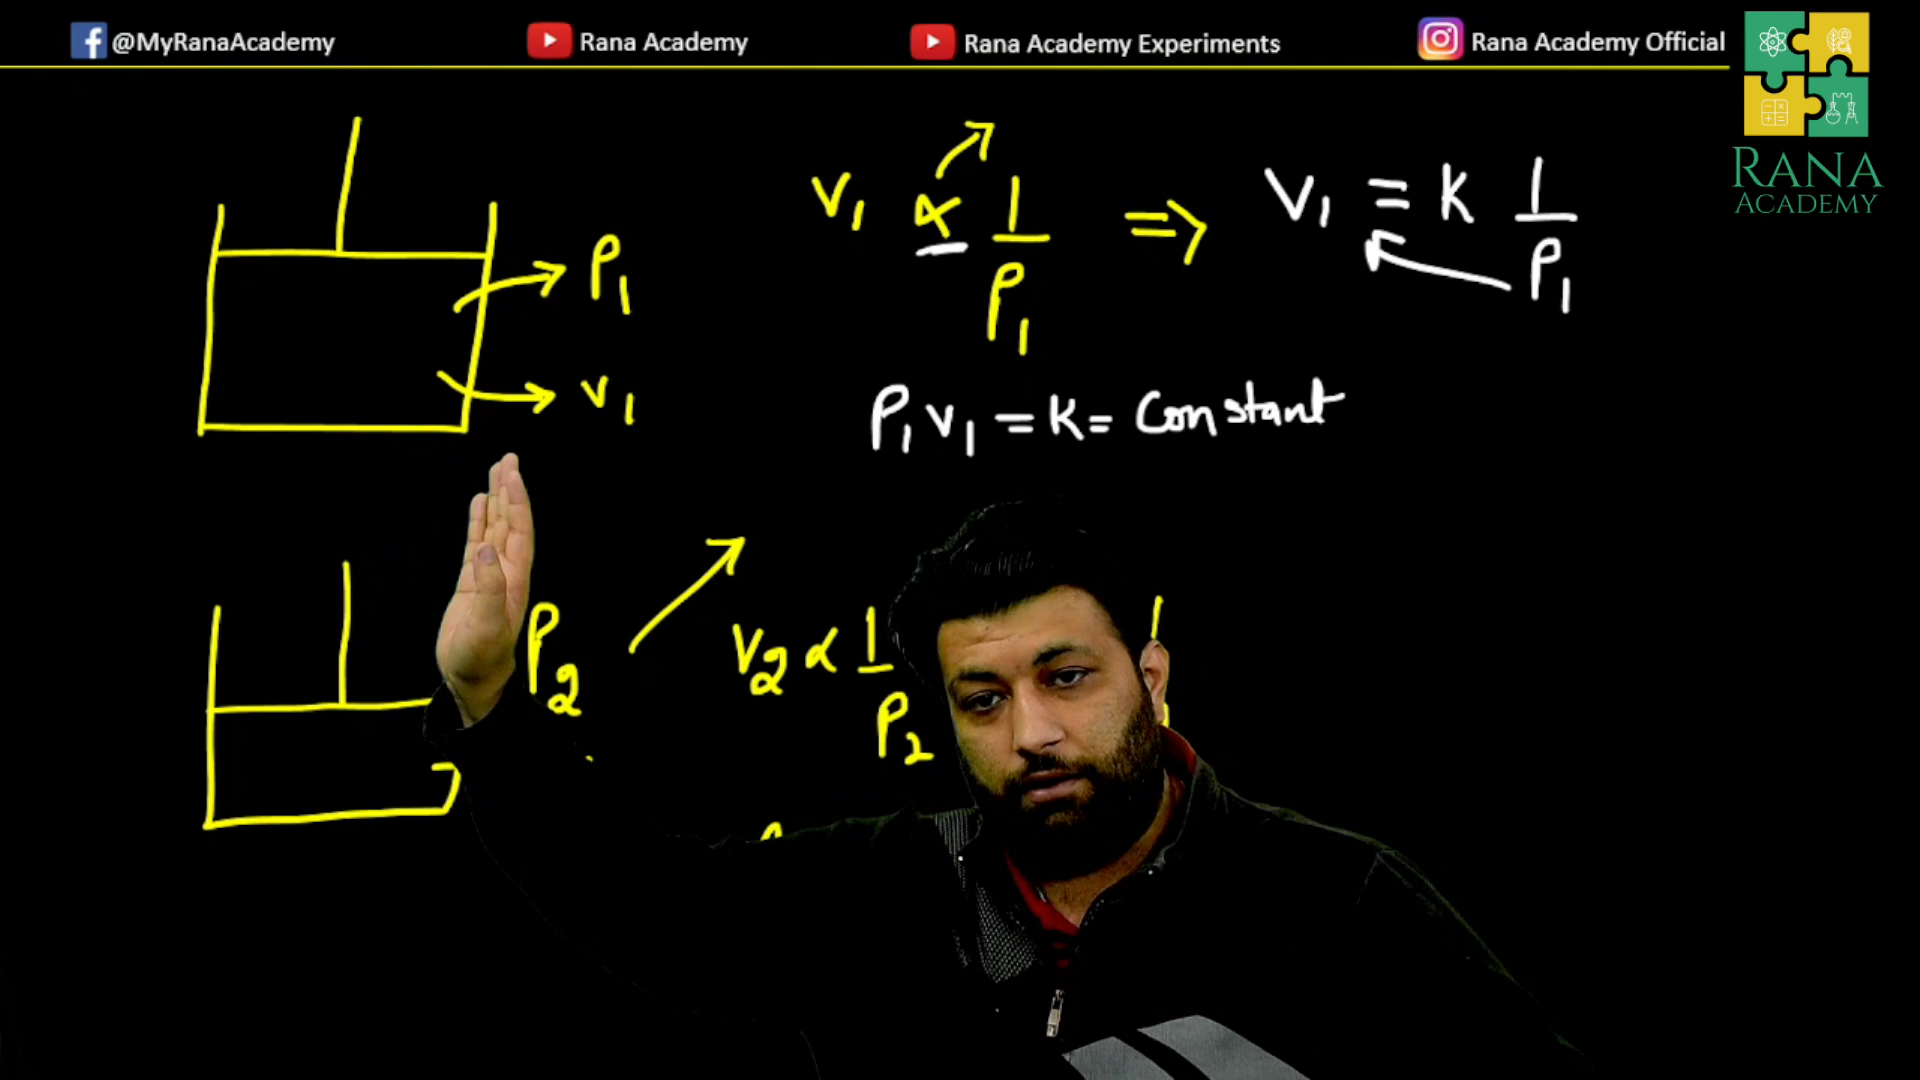 @MyRanaAcademy
Rana Academy
Rana Academy Experiments
Rana Academy Official
RANA
ACADEMY
V₁ ∝ 1/P₁ ⇒ V₁ = K 1/P₁
P₁
V₁
P₁V₁ = K = Constant
P₂
V₂ ∝ 1/P₂